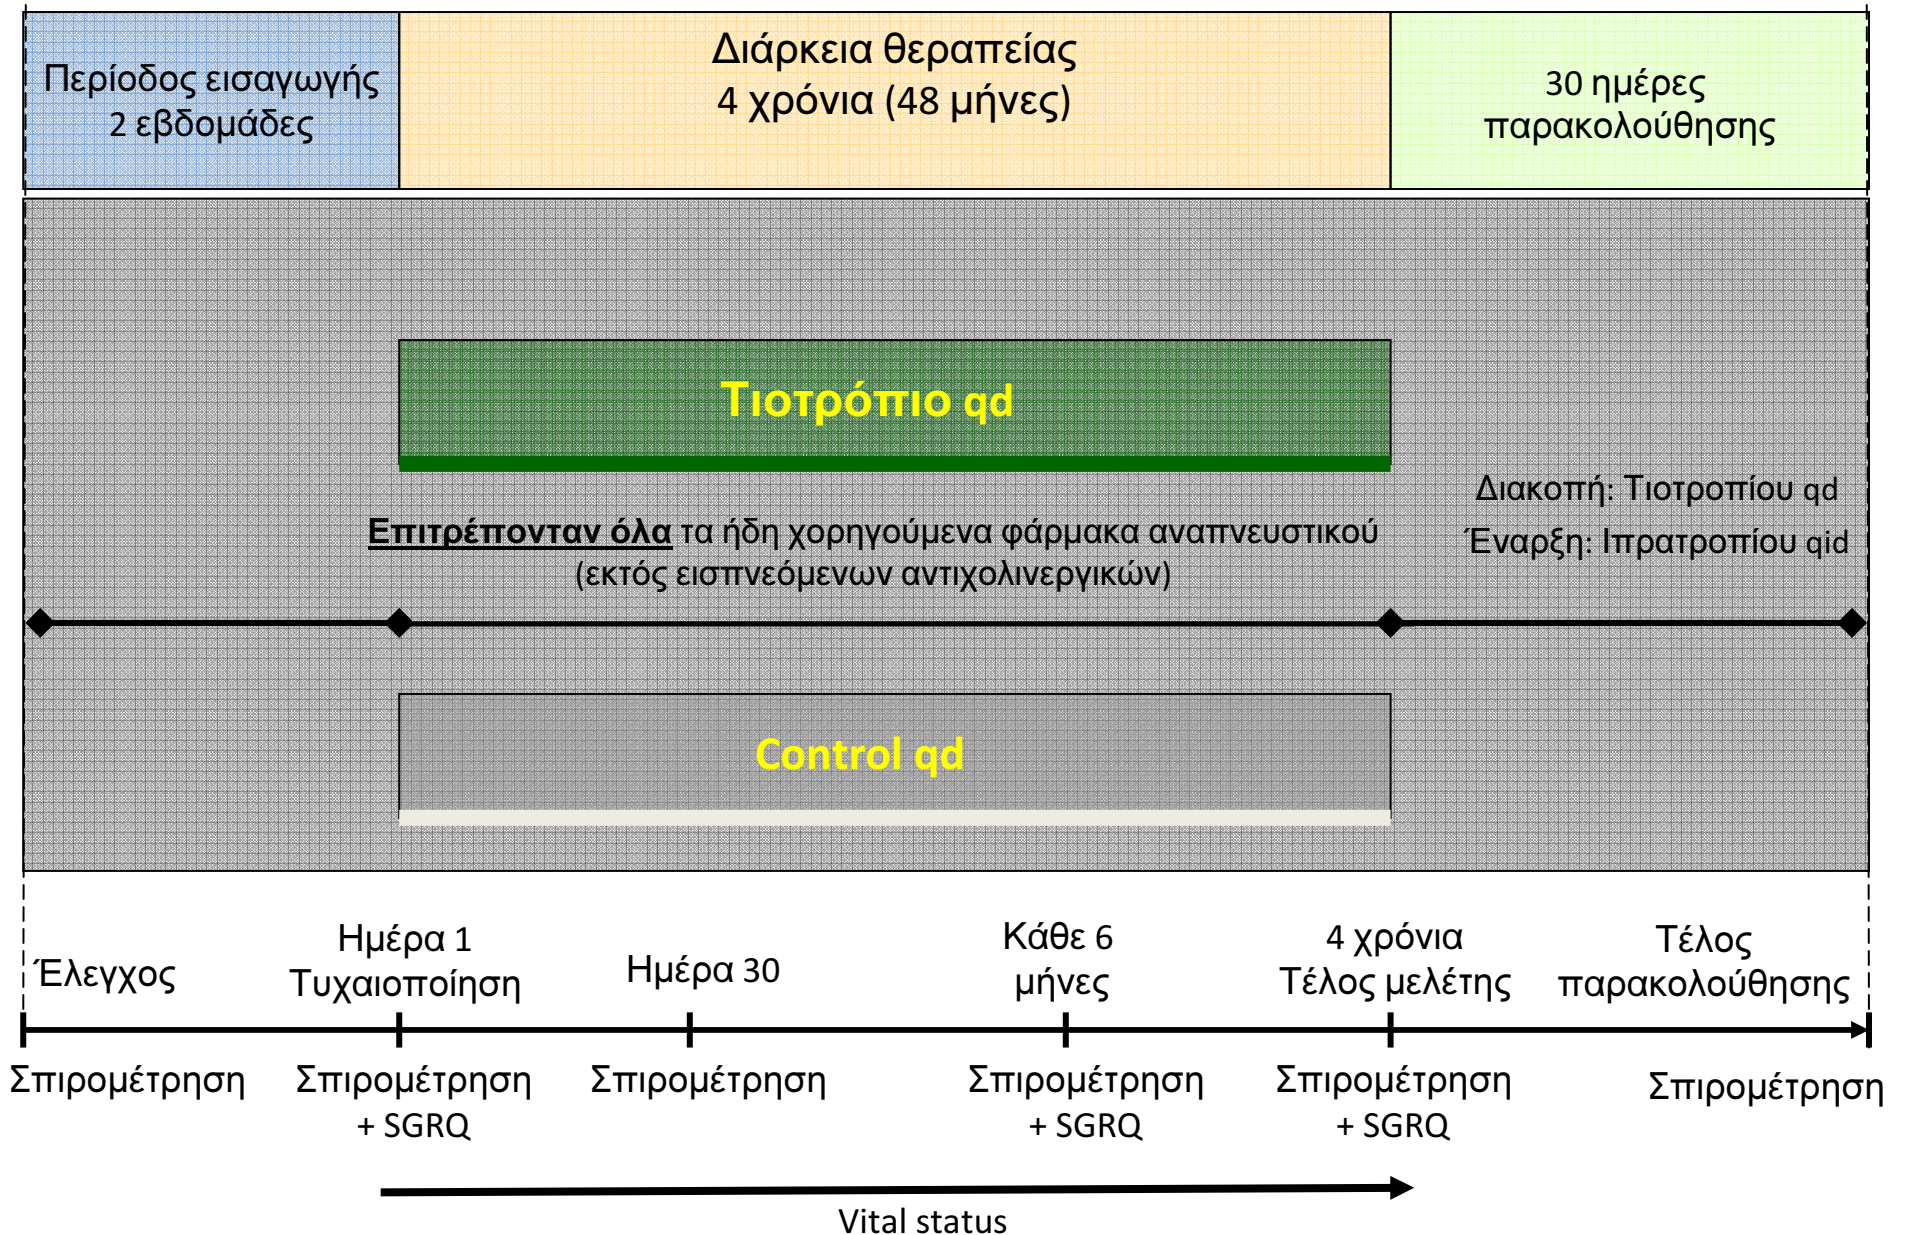 Περίοδος εισαγωγής
2 εβδομάδες
Διάρκεια θεραπείας
4 χρόνια (48 μήνες)
30 ημέρες
παρακολούθησης
Τιοτρόπιο qd
Επιτρέπονταν όλα τα ήδη χορηγούμενα φάρμακα αναπνευστικού
(εκτός εισπνεόμενων αντιχολινεργικών)
Διακοπή: Τιοτροπίου qd
Έναρξη: Ιπρατροπίου qid
Control qd
Έλεγχος
Ημέρα 1
Τυχαιοποίηση
Ημέρα 30
Κάθε 6
μήνες
4 χρόνια
Τέλος μελέτης
Τέλος
παρακολούθησης
Σπιρομέτρηση
Σπιρομέτρηση
+ SGRQ
Σπιρομέτρηση
Σπιρομέτρηση
+ SGRQ
Σπιρομέτρηση
+ SGRQ
Σπιρομέτρηση
Vital status